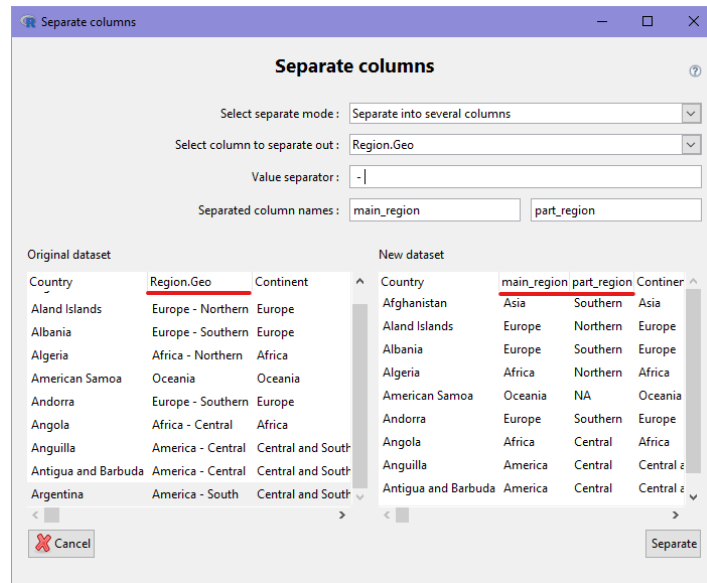 Separate columns
Separate columns
Select separate mode : Separate into several columns
Select column to separate out : Region.Geo
Value separator : -
Separated column names : main_region part_region
Original dataset New dataset
Country Region.Geo Continent Country main_region part_region Continen
Afghanistan Asia Southern Asia
Aland Islands Europe - Northern Europe Aland Islands Europe Northern Europe
Albania Europe - Southern Europe Albania Europe Southern Europe
Algeria Africa - Northern Africa Algeria Africa Northern Africa
American Samoa Oceania Oceania American Samoa Oceania NA Oceania
Andorra Europe - Southern Europe Andorra Europe Southern Europe
Angola Africa - Central Africa Angola Africa Central Africa
Anguilla America - Central Central and South Anguilla America Central Central a
Antigua and Barbuda America - Central Central and South Antigua and Barbuda America Central Central a
Argentina America - South Central and South
Cancel Separate